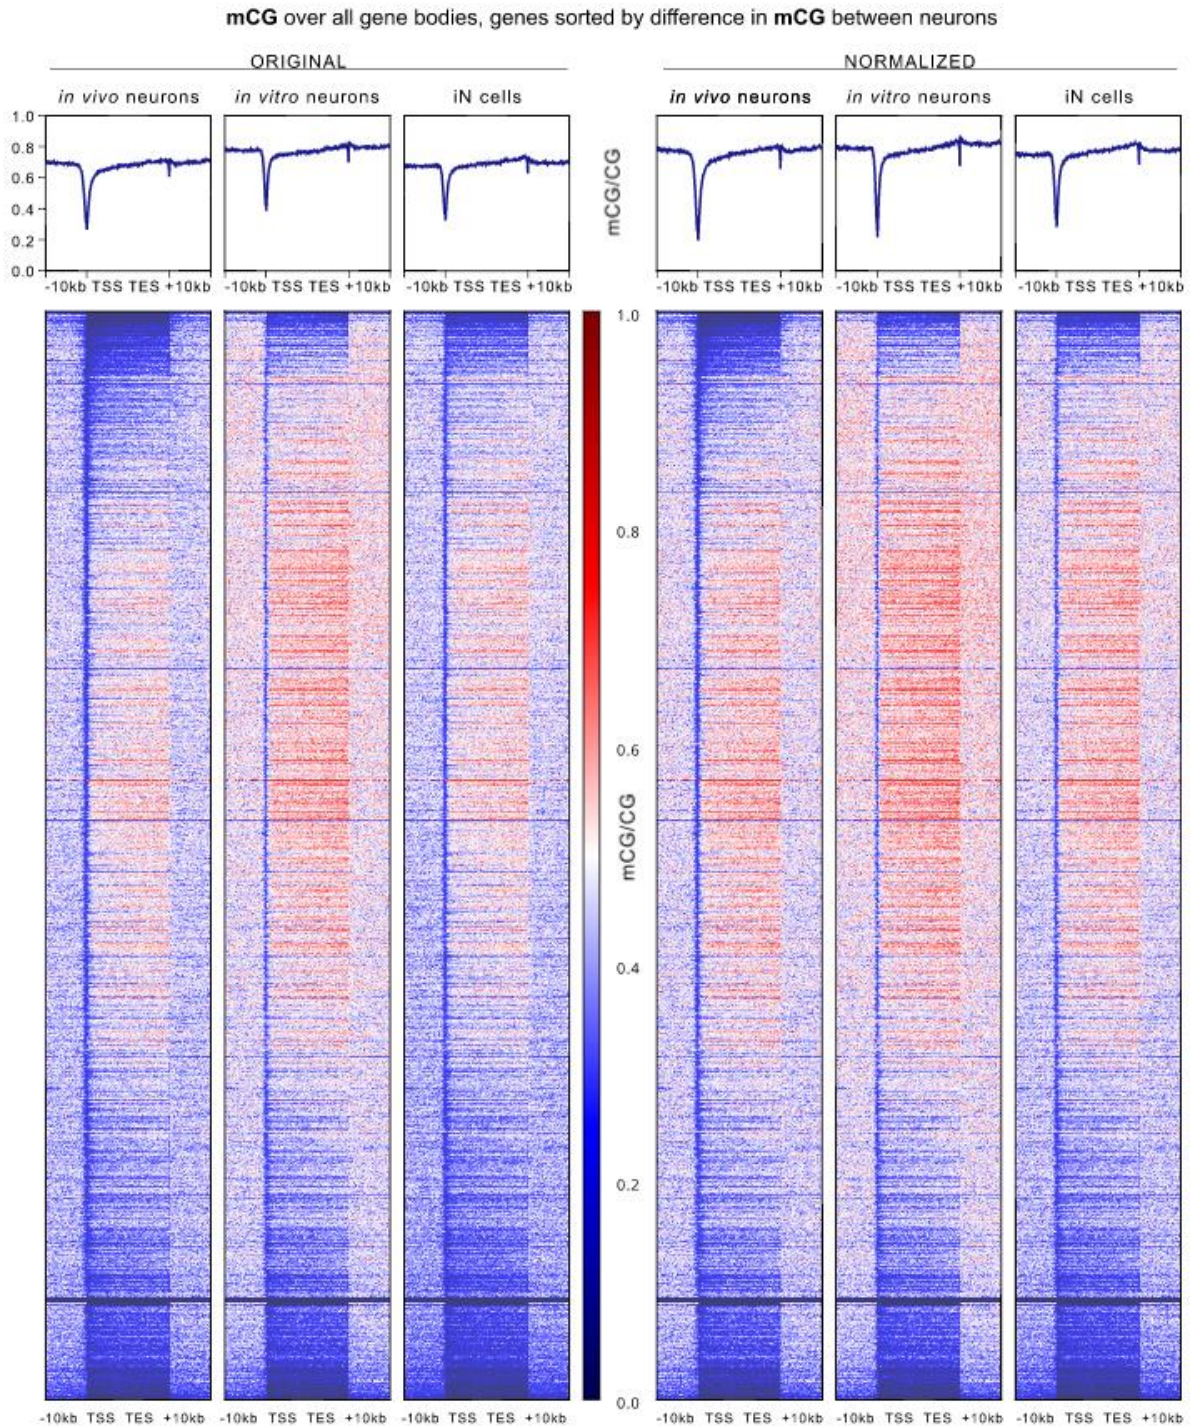 mCG over all gene bodies, genes sorted by difference in mCG between neurons
ORIGINAL
NORMALIZED
in vivo neurons
in vitro neurons
iN cells
in vivo neurons
in vitro neurons
iN cells
1.0
0.8
0.6
0.4
0.2
0.0
mCG/CG
-10kb TSS TES +10kb
-10kb TSS TES +10kb
-10kb TSS TES +10kb
-10kb TSS TES +10kb
-10kb TSS TES +10kb
-10kb TSS TES +10kb
1.0
0.8
0.6
mCG/CG
0.4
0.2
0.0
-10kb TSS TES +10kb
-10kb TSS TES +10kb
-10kb TSS TES +10kb
-10kb TSS TES +10kb
-10kb TSS TES +10kb
-10kb TSS TES +0kb